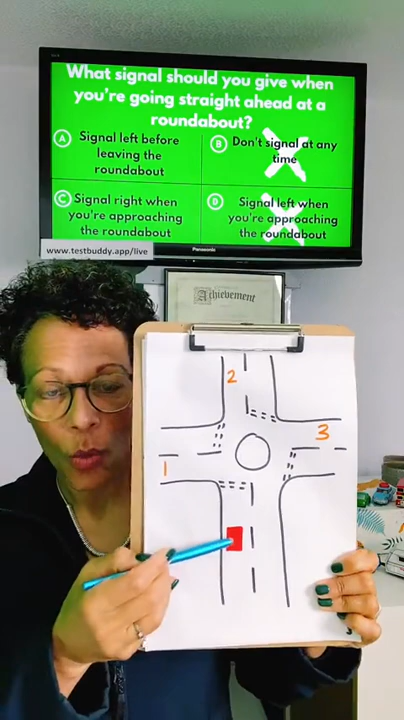 What signal should you give when
you're going straight ahead at a
roundabout?
A Signal left before
leaving the
roundabout
B Don't signal at any
time
C Signal right when
you're approaching
the roundabout
D Signal left when
you're approaching
the roundabout
www.testbuddy.app/live
Panasonic
Achievement
2
3
1